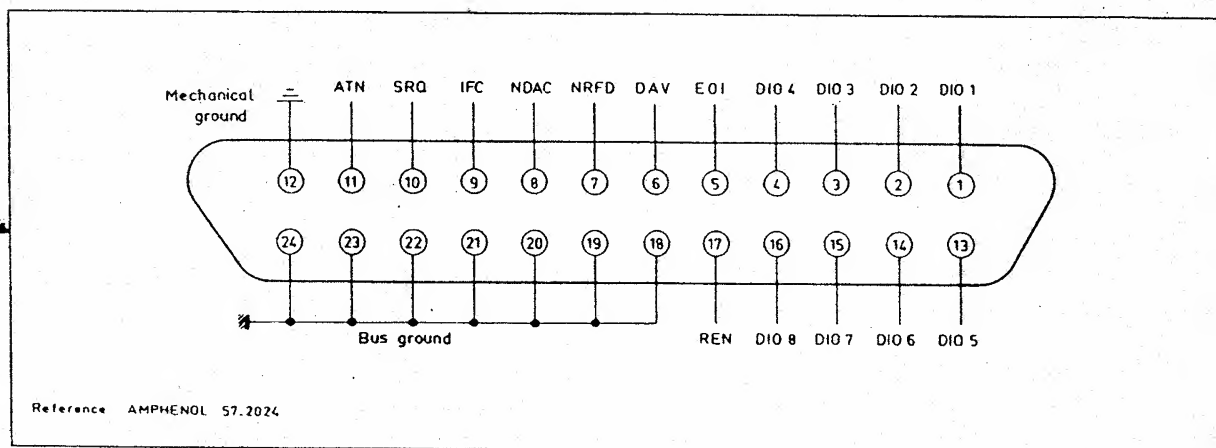 Mechanical ground
ATN SRQ IFC NDAC NRFD DAV EOI DIO 4 DIO 3 DIO 2 DIO 1
12 11 10 9 8 7 6 5 4 3 2 1
24 23 22 21 20 19 18 17 16 15 14 13
Bus ground
REN DIO 8 DIO 7 DIO 6 DIO 5
Reference AMPHENOL 57.2024